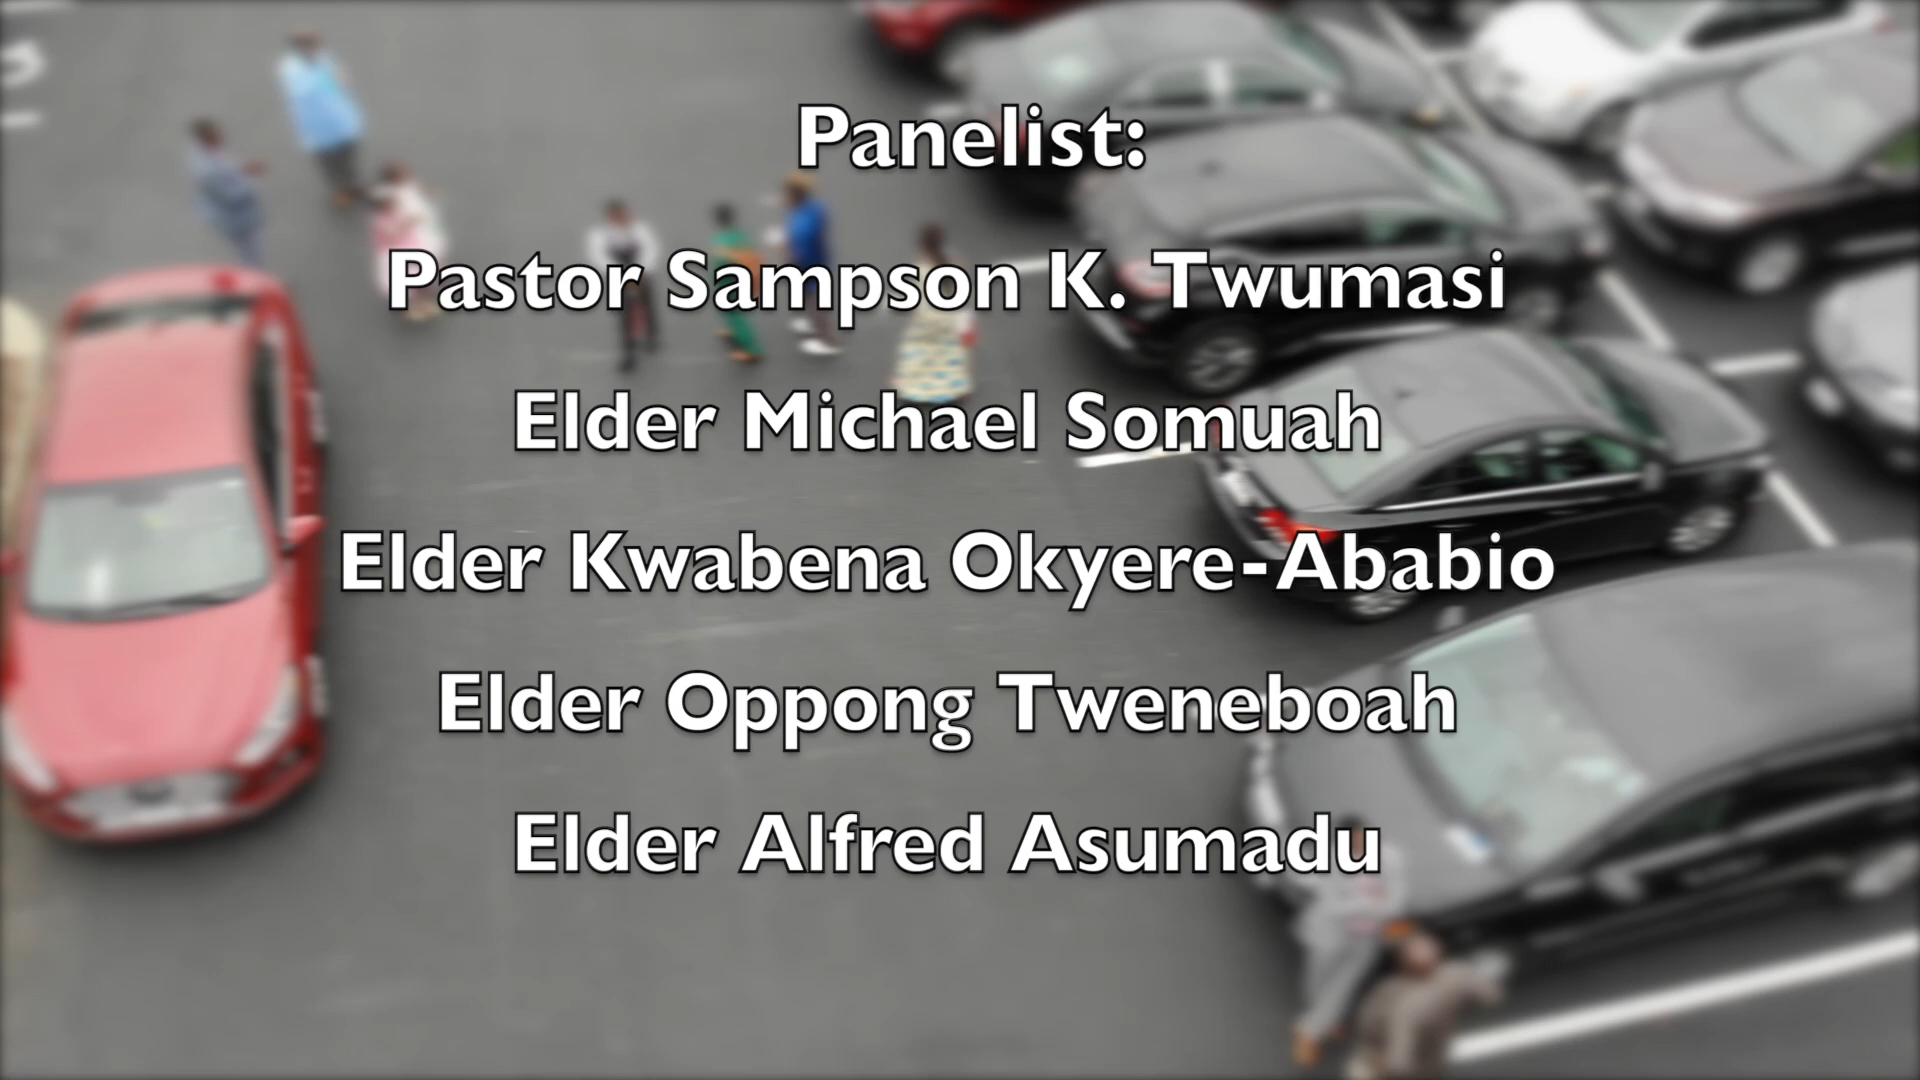 Panelist:
Pastor Sampson K. Twumasi
Elder Michael Somuah
Elder Kwabena Okyere-Ababio
Elder Oppong Tweneboah
Elder Alfred Asumadu